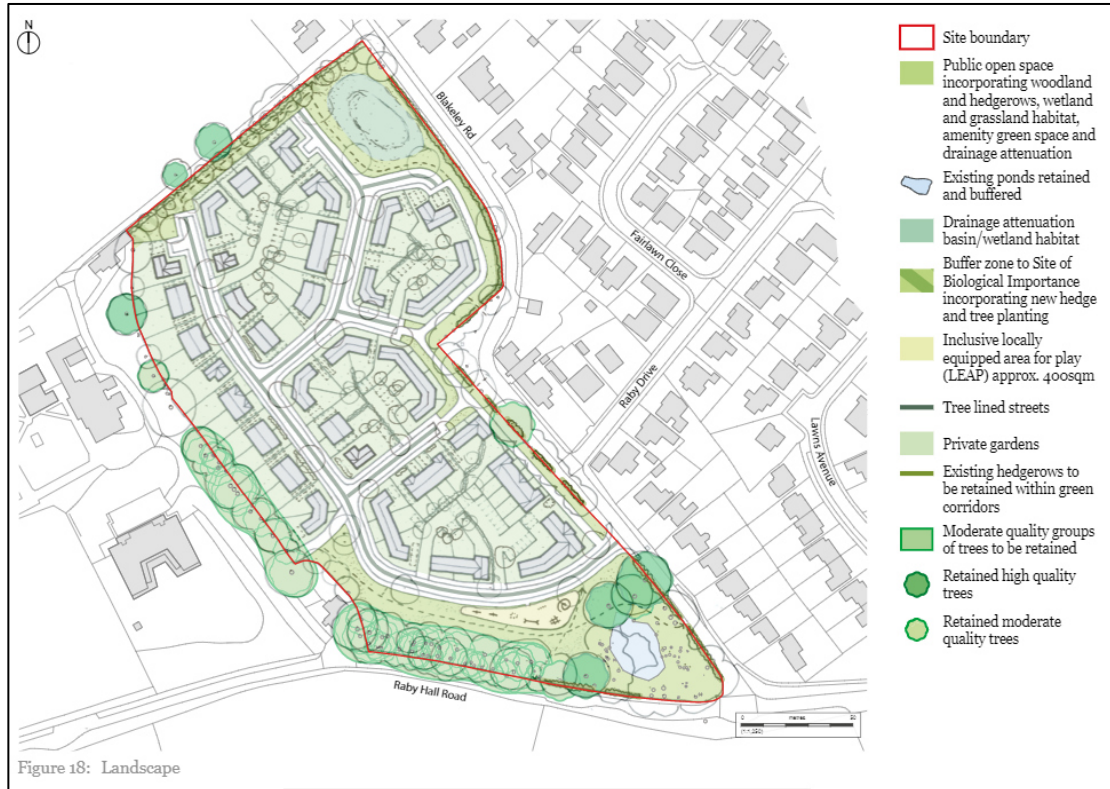 N
Blakeley Rd
Fairlawn Close
Raby Drive
Lawns Avenue
Raby Hall Road
0 metres 50
Figure 18: Landscape
Site boundary
Public open space
incorporating woodland
and hedgerows, wetland
and grassland habitat,
amenity green space and
drainage attenuation
Existing ponds retained
and buffered
Drainage attenuation
basin/wetland habitat
Buffer zone to Site of
Biological Importance
incorporating new hedge
and tree planting
Inclusive locally
equipped area for play
(LEAP) approx. 400sqm
Tree lined streets
Private gardens
Existing hedgerows to
be retained within green
corridors
Moderate quality groups
of trees to be retained
Retained high quality
trees
Retained moderate
quality trees